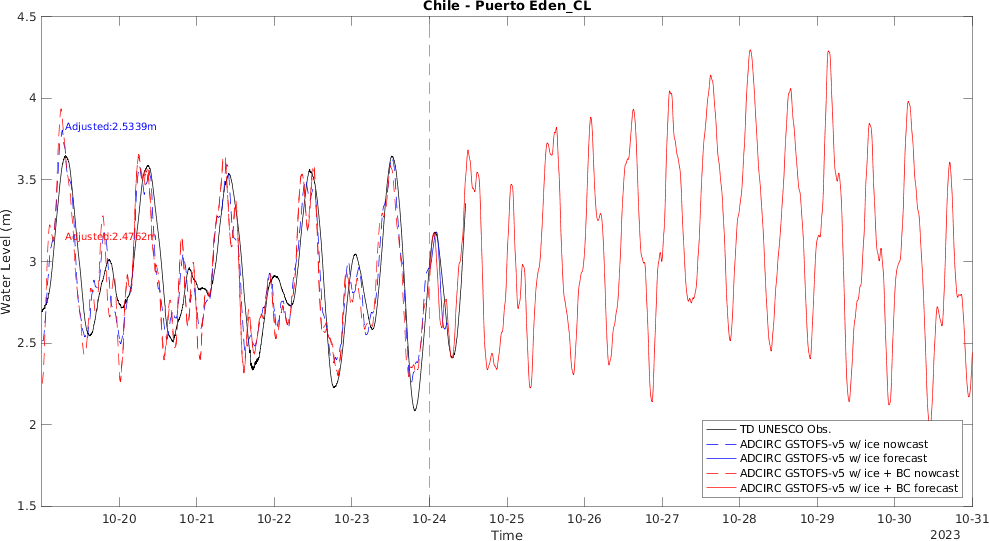 Chile - Puerto Eden_CL
4.5
4
3.5
3
2.5
2
1.5
Water Level (m)
Adjusted:2.5339m
Adjusted:2.4762m
TD UNESCO Obs.
ADCIRC GSTOFS-v5 w/ ice nowcast
ADCIRC GSTOFS-v5 w/ ice forecast
ADCIRC GSTOFS-v5 w/ ice + BC nowcast
ADCIRC GSTOFS-v5 w/ ice + BC forecast
10-20 10-21 10-22 10-23 10-24 10-25 10-26 10-27 10-28 10-29 10-30 10-31
Time
2023